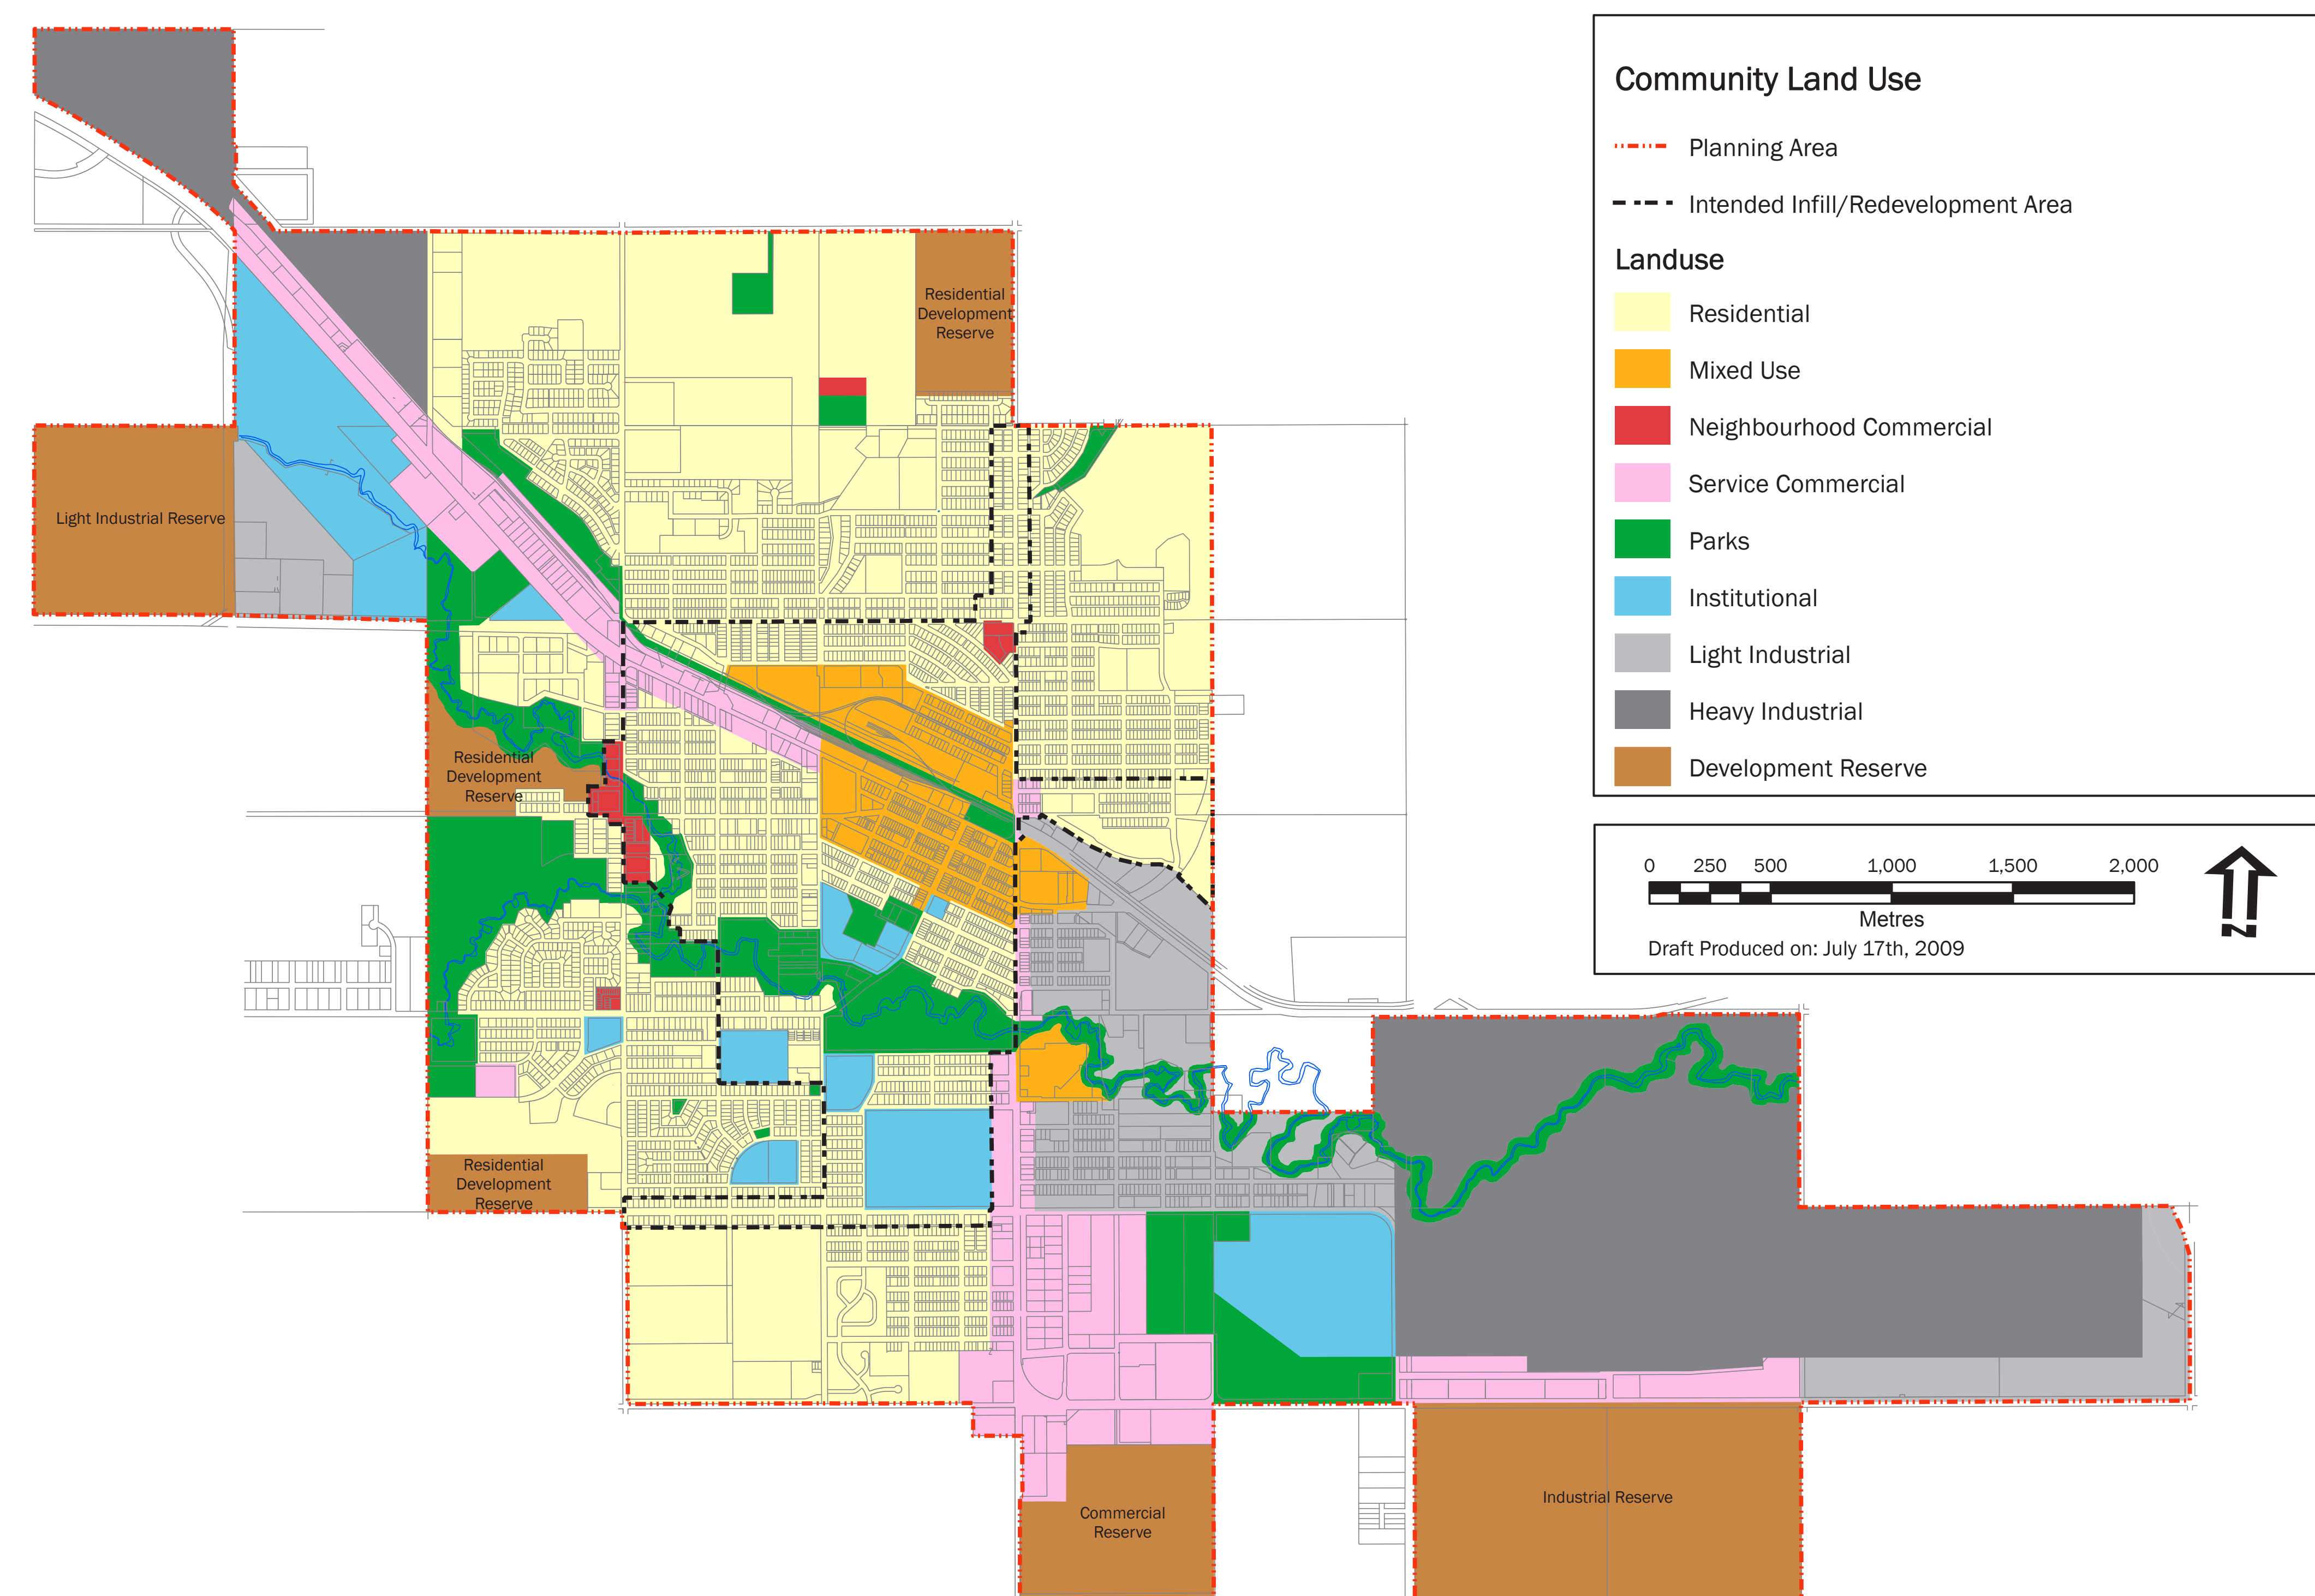 Community Land Use
Planning Area
Intended Infill/Redevelopment Area
Landuse
Residential
Mixed Use
Neighbourhood Commercial
Service Commercial
Parks
Institutional
Light Industrial
Heavy Industrial
Development Reserve
0 250 500 1,000 1,500 2,000
Metres
Draft Produced on: July 17th, 2009
N
Residential
Development
Reserve
Light Industrial Reserve
Residential
Development
Reserve
Residential
Development
Reserve
Commercial
Reserve
Industrial Reserve